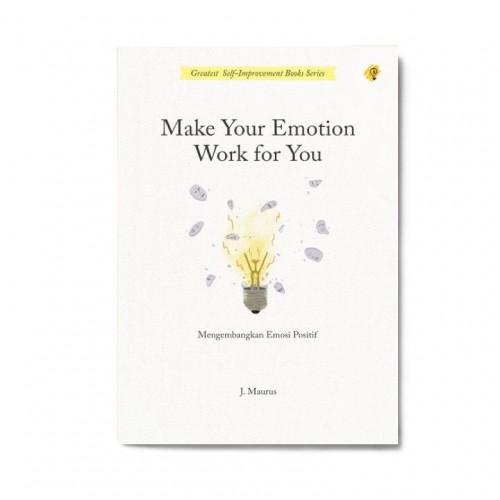 Greatest Self-Improvement Books Series
Make Your Emotion
Work for You
Mengembangkan Emosi Positif
J. Maurus